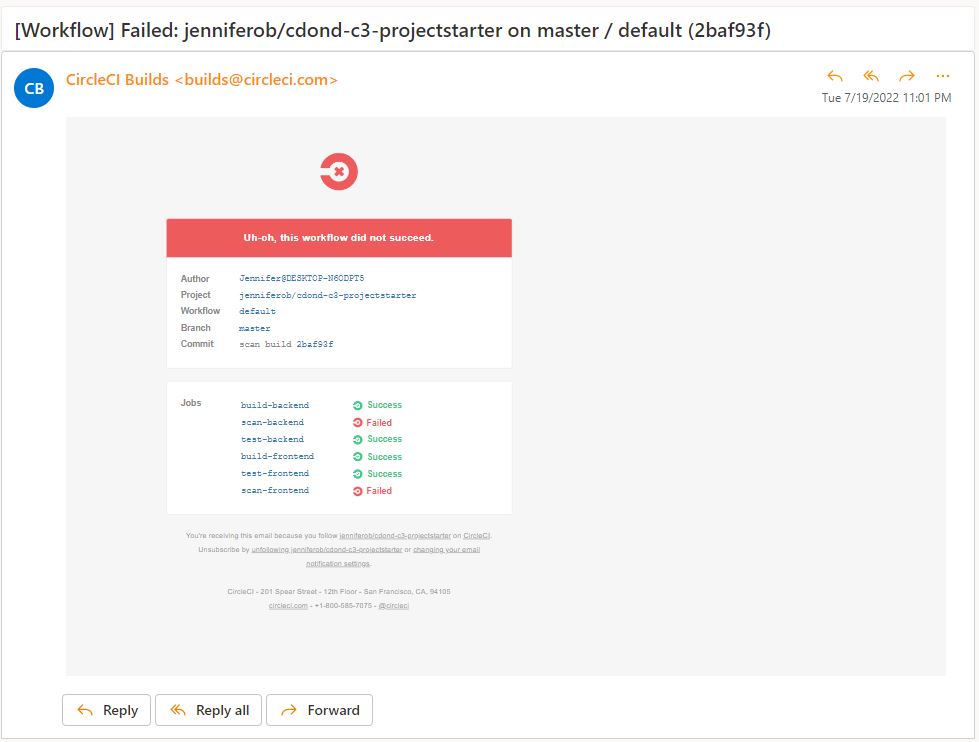 [Workflow] Failed: jenniferob/cdond-c3-projectstarter on master / default (2baf93f)
CB
CircleCI Builds <builds@circleci.com>
Tue 7/19/2022 11:01 PM
Uh-oh, this workflow did not succeed.
Author Jennifer@DESKTOP-N6ODPT5
Project jenniferob/cdond-c3-projectstarter
Workflow default
Branch master
Commit scan build 2baf93f
Jobs build-backend Success
scan-backend Failed
test-backend Success
build-frontend Success
test-frontend Success
scan-frontend Failed
You're receiving this email because you follow jenniferob/cdond-c3-projectstarter on CircleCI.
Unsubscribe by unfollowing jenniferob/cdond-c3-projectstarter or changing your email
notification settings.
CircleCI - 201 Spear Street - 12th Floor - San Francisco, CA, 94105
circleci.com - +1-800-585-7075 - @circleci
Reply Reply all Forward